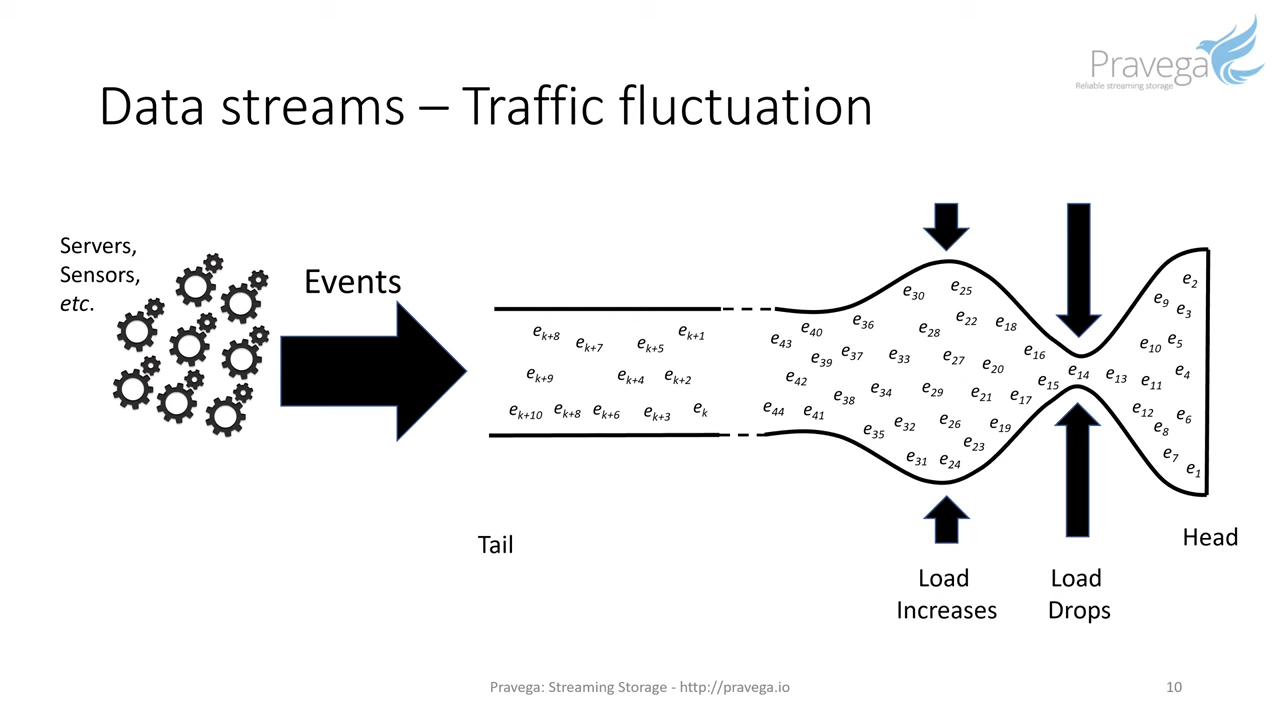 Pravega
Reliable streaming storage
Data streams – Traffic fluctuation
Servers,
Sensors,
etc.
Events
e30 e25 e2
e9 e3
e40 e36 e28 e22 e18
ek+8 ek+7 ek+5 ek+1
e43 e39 e37 e33 e27 e20 e16 e10 e5
ek+9 ek+4 ek+2
e42 e38 e34 e29 e21 e17 e15 e14 e13 e11 e4
ek+10 ek+8 ek+6 ek+3 ek
e44 e41 e35 e32 e26 e19 e12 e8 e6
e31 e24 e23 e7 e1
Tail
Head
Load
Increases
Load
Drops
Pravega: Streaming Storage - http://pravega.io
10